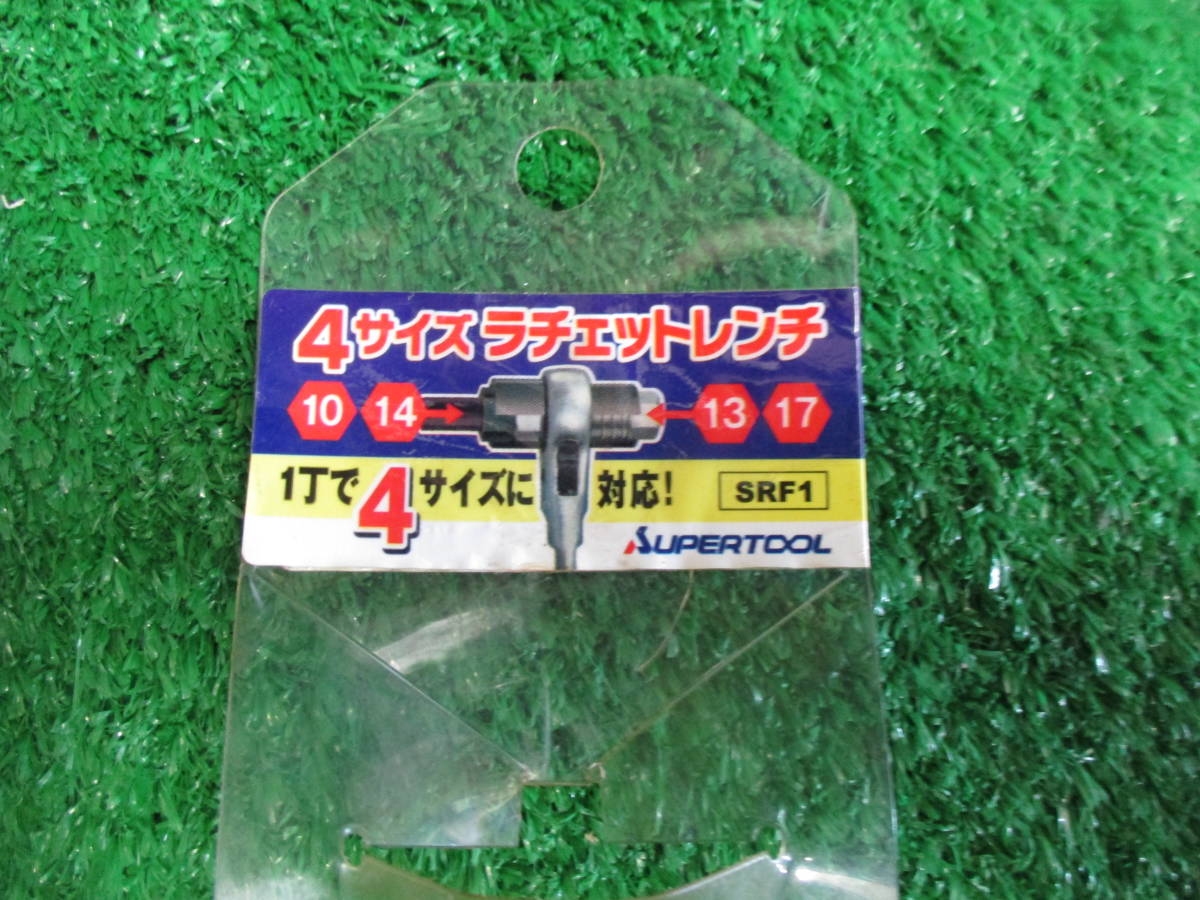 4サイズ ラチェットレンチ
10 14 13 17
1丁で4サイズに対応!
SRF1
SUPERTOOL